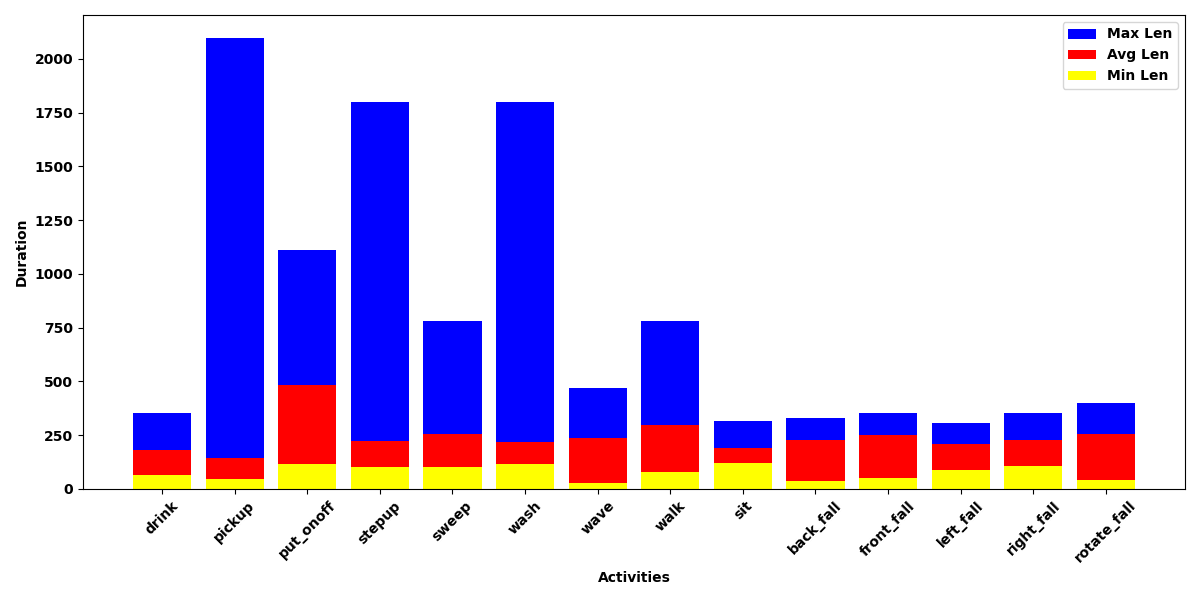 Max Len
Avg Len
Min Len
Duration
2000
1750
1500
1250
1000
750
500
250
0
drink
pickup
put_onoff
stepup
sweep
wash
wave
walk
sit
back_fall
front_fall
left_fall
right_fall
rotate_fall
Activities